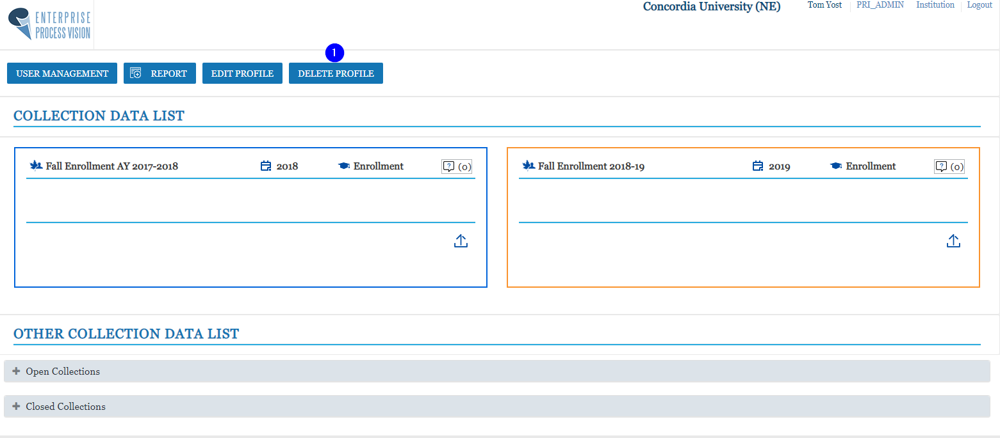 ENTERPRISE
PROCESS VISION
Concordia University (NE)
Tom Yost
PRI_ADMIN
Institution
Logout
1
USER MANAGEMENT
REPORT
EDIT PROFILE
DELETE PROFILE
COLLECTION DATA LIST
Fall Enrollment AY 2017-2018
2018
Enrollment
? (0)
Fall Enrollment 2018-19
2019
Enrollment
? (0)
OTHER COLLECTION DATA LIST
+ Open Collections
+ Closed Collections